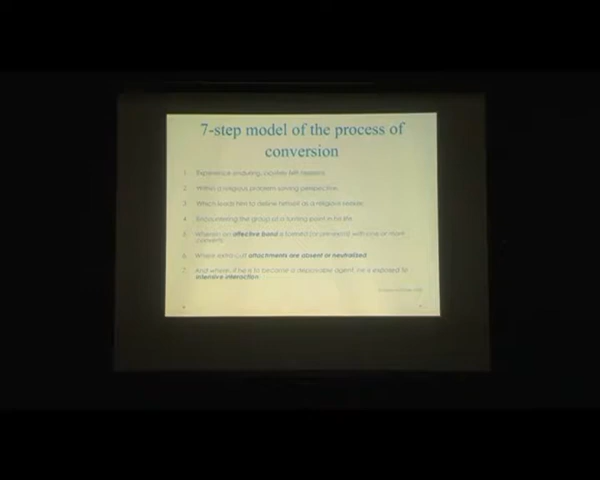 7-step model of the process of
conversion
1. Experience enduring, acutely felt tensions
2. Within a religious problem solving perspective
3. Which leads him to define himself as a religious seeker
4. Encountering the group at a turning point in his life
5. Wherein an affective bond is formed (or pre-exists) with one or more
converts
6. Where extra-cult attachments are absent or neutralized
7. And where, if he is to become a deployable agent, he is exposed to
intensive interaction.